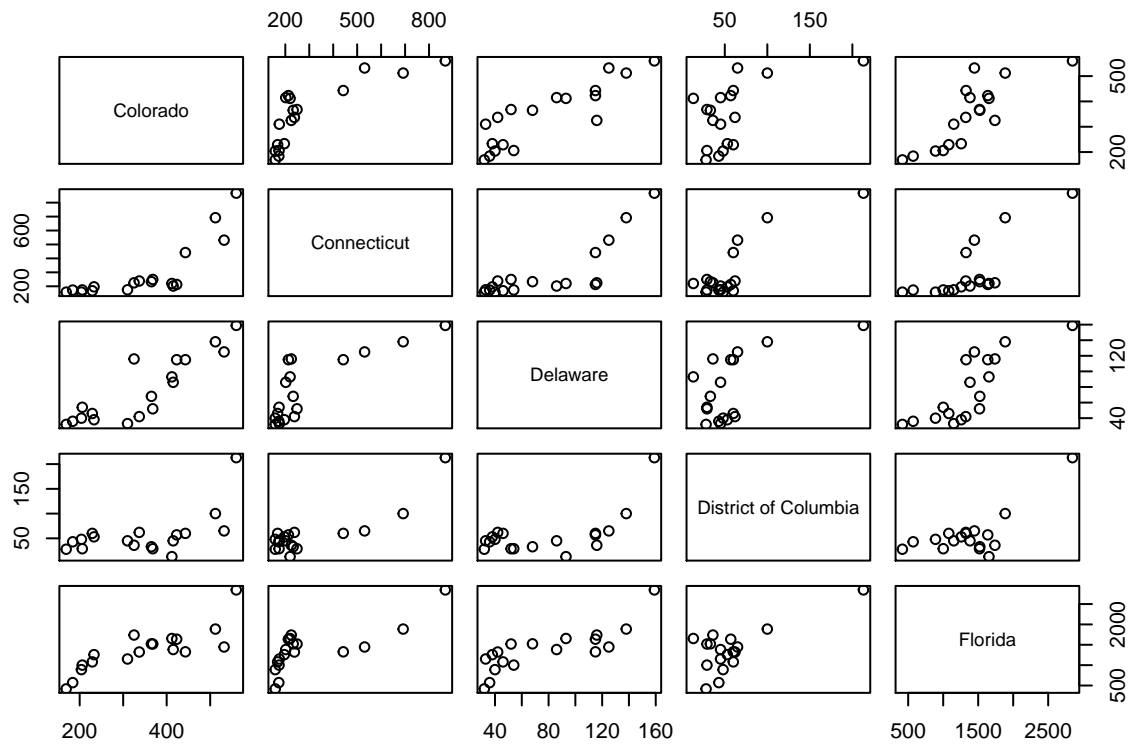 200 500 800
50 150
Colorado
200 500
200 600
Connecticut
Delaware
40 120
50 150
District of Columbia
Florida
500 2000
200 400
40 80 120 160
500 1500 2500